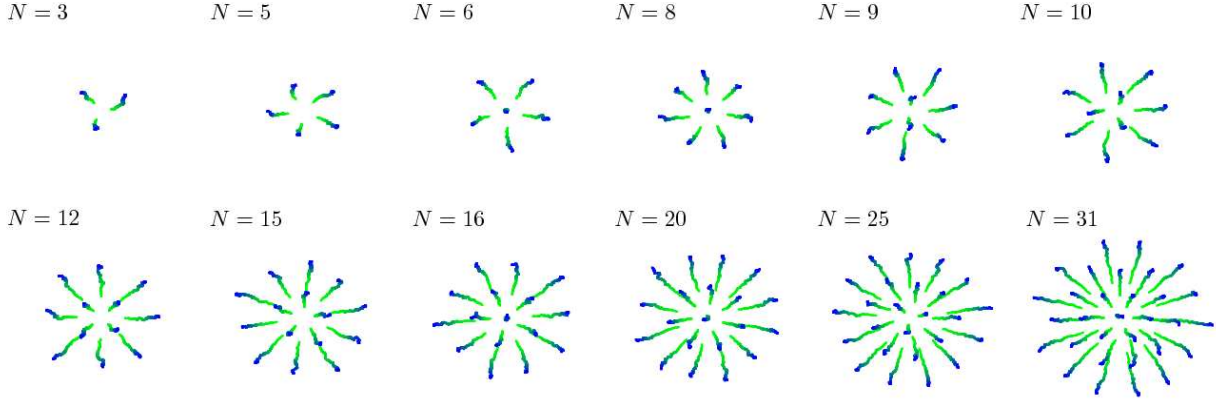 N = 3
N = 5
N = 6
N = 8
N = 9
N = 10
N = 12
N = 15
N = 16
N = 20
N = 25
N = 31